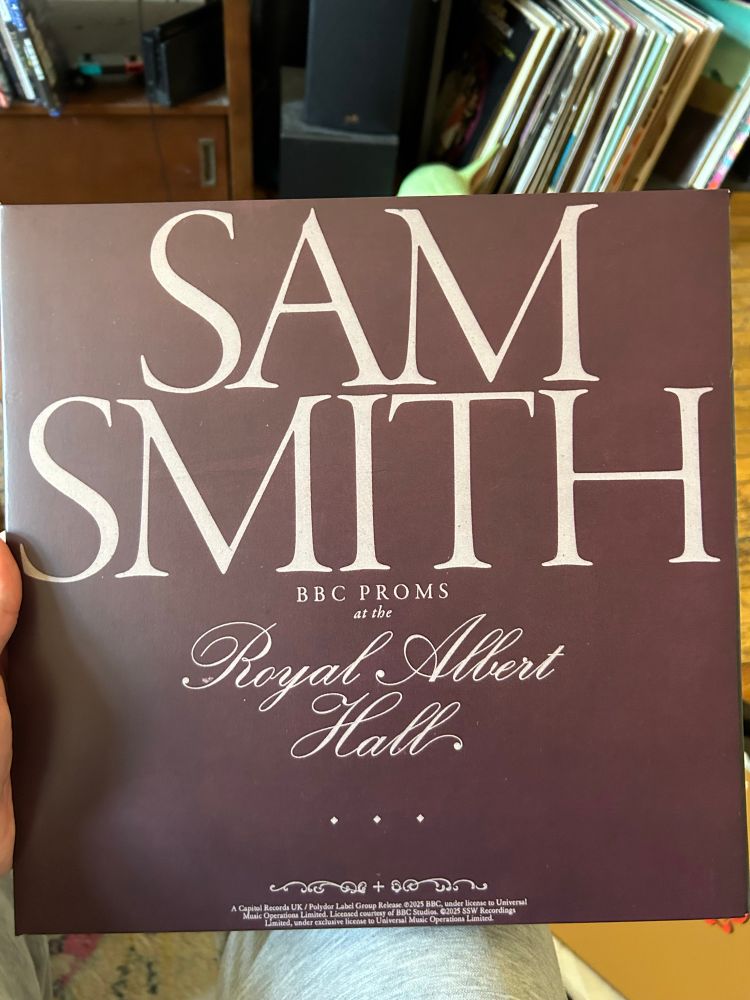 SAM
SMITH
BBC PROMS
at the
Royal Albert
Hall
A Capitol Records UK / Polydor Label Group Release ℗2025 BBC, under license to Universal
Music Operations Limited. Licensed courtesy of BBC Studios. ©2025 SSW Recordings
Limited, under exclusive license to Universal Music Operations Limited.